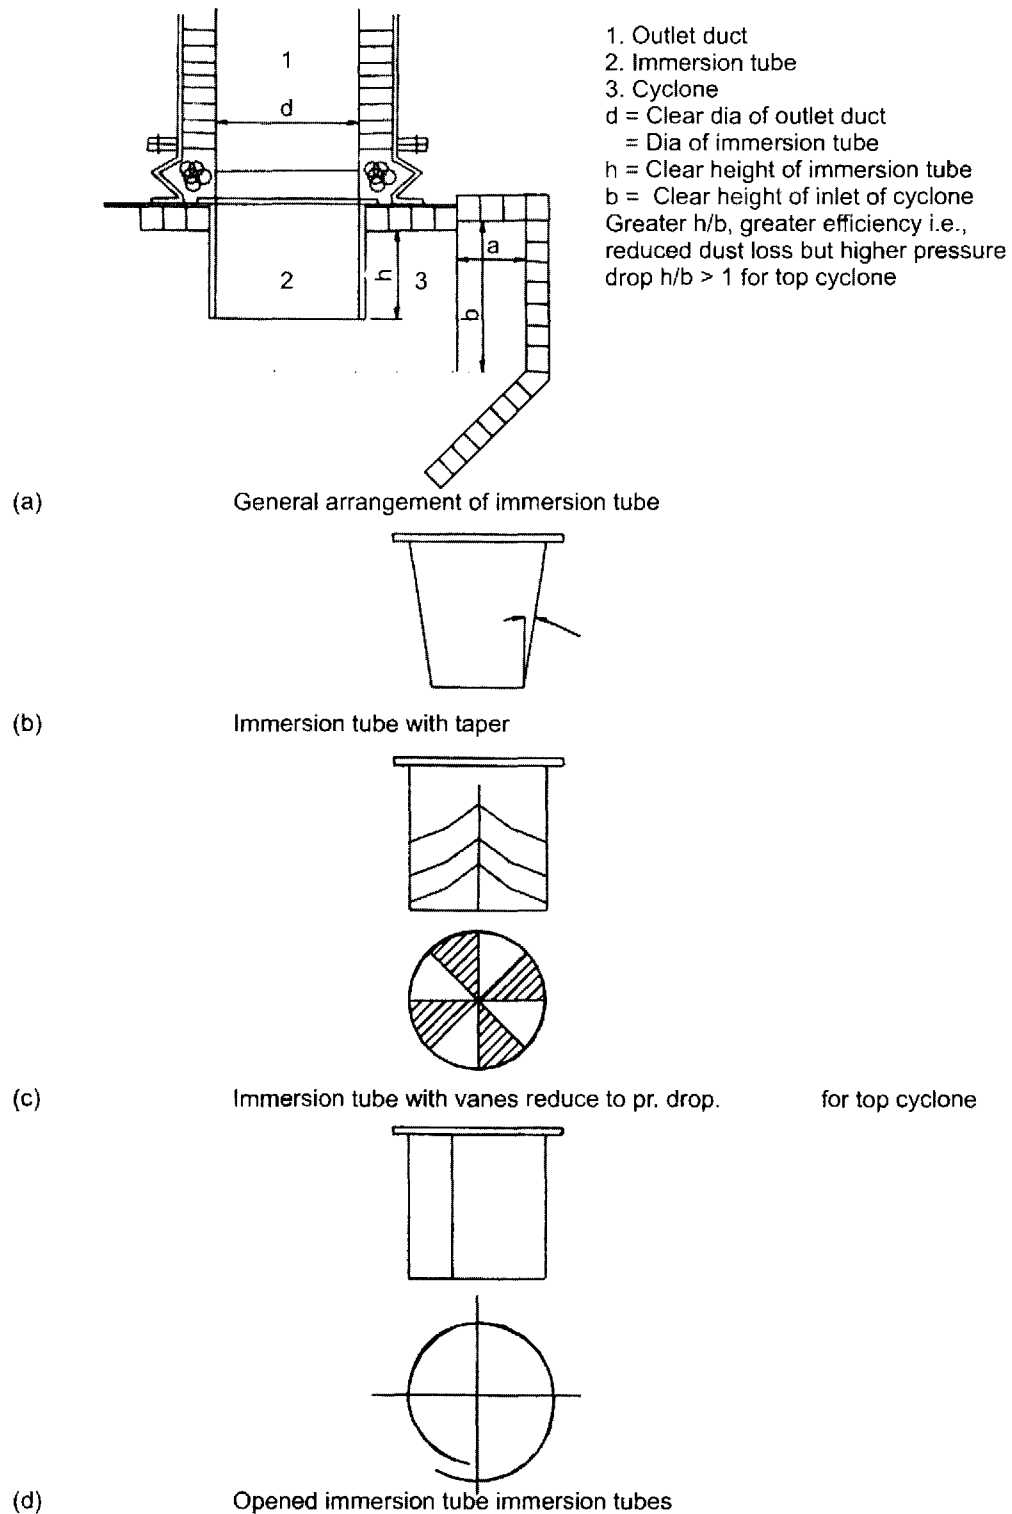 1. Outlet duct
2. Immersion tube
3. Cyclone
d = Clear dia of outlet duct
= Dia of immersion tube
h = Clear height of immersion tube
b = Clear height of inlet of cyclone
Greater h/b, greater efficiency i.e.,
reduced dust loss but higher pressure
drop h/b > 1 for top cyclone
1
d
2
h
3
a
b
(a) General arrangement of immersion tube
(b) Immersion tube with taper
(c) Immersion tube with vanes reduce to pr. drop. for top cyclone
(d) Opened immersion tube immersion tubes